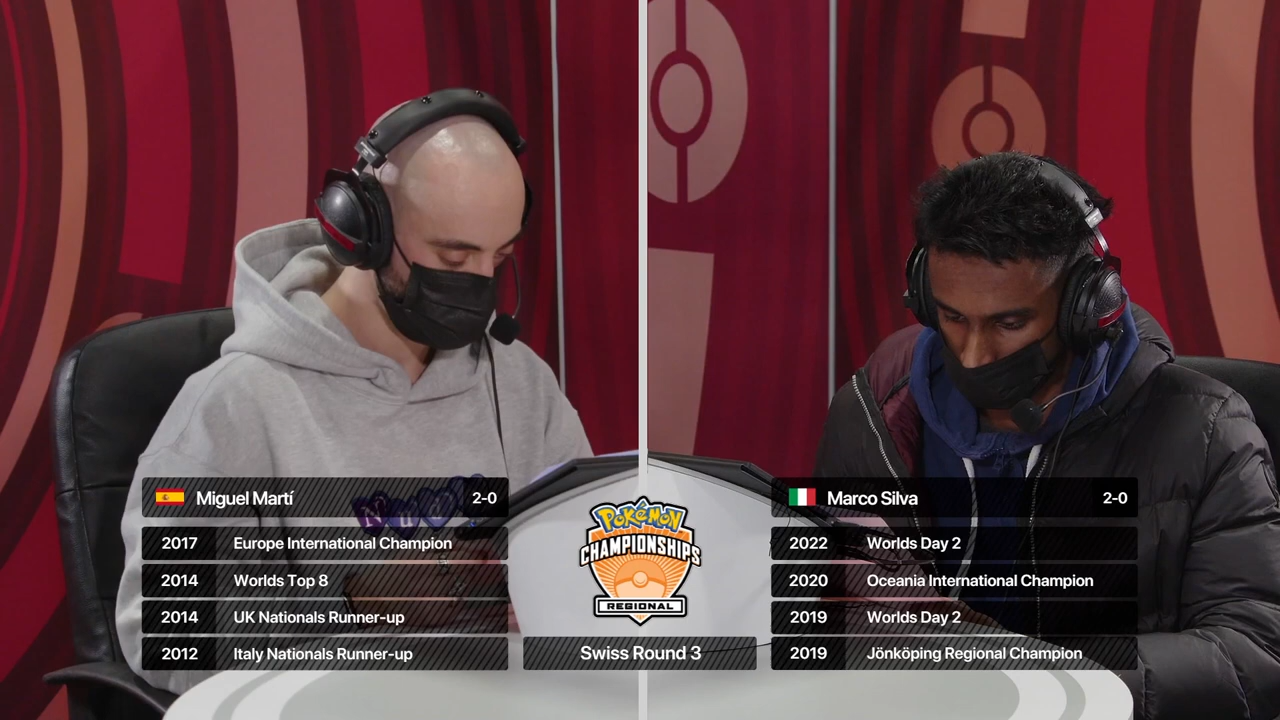 Miguel Martí 2-0
2017 Europe International Champion
2014 Worlds Top 8
2014 UK Nationals Runner-up
2012 Italy Nationals Runner-up
Pokémon
CHAMPIONSHIPS
REGIONAL
Swiss Round 3
Marco Silva 2-0
2022 Worlds Day 2
2020 Oceania International Champion
2019 Worlds Day 2
2019 Jönköping Regional Champion